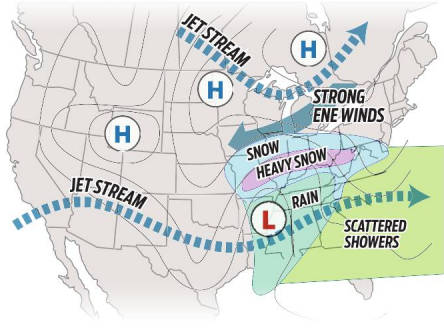 JET STREAM
H
H
STRONG
ENE WINDS
H
SNOW
HEAVY SNOW
JET STREAM
RAIN
L
SCATTERED
SHOWERS